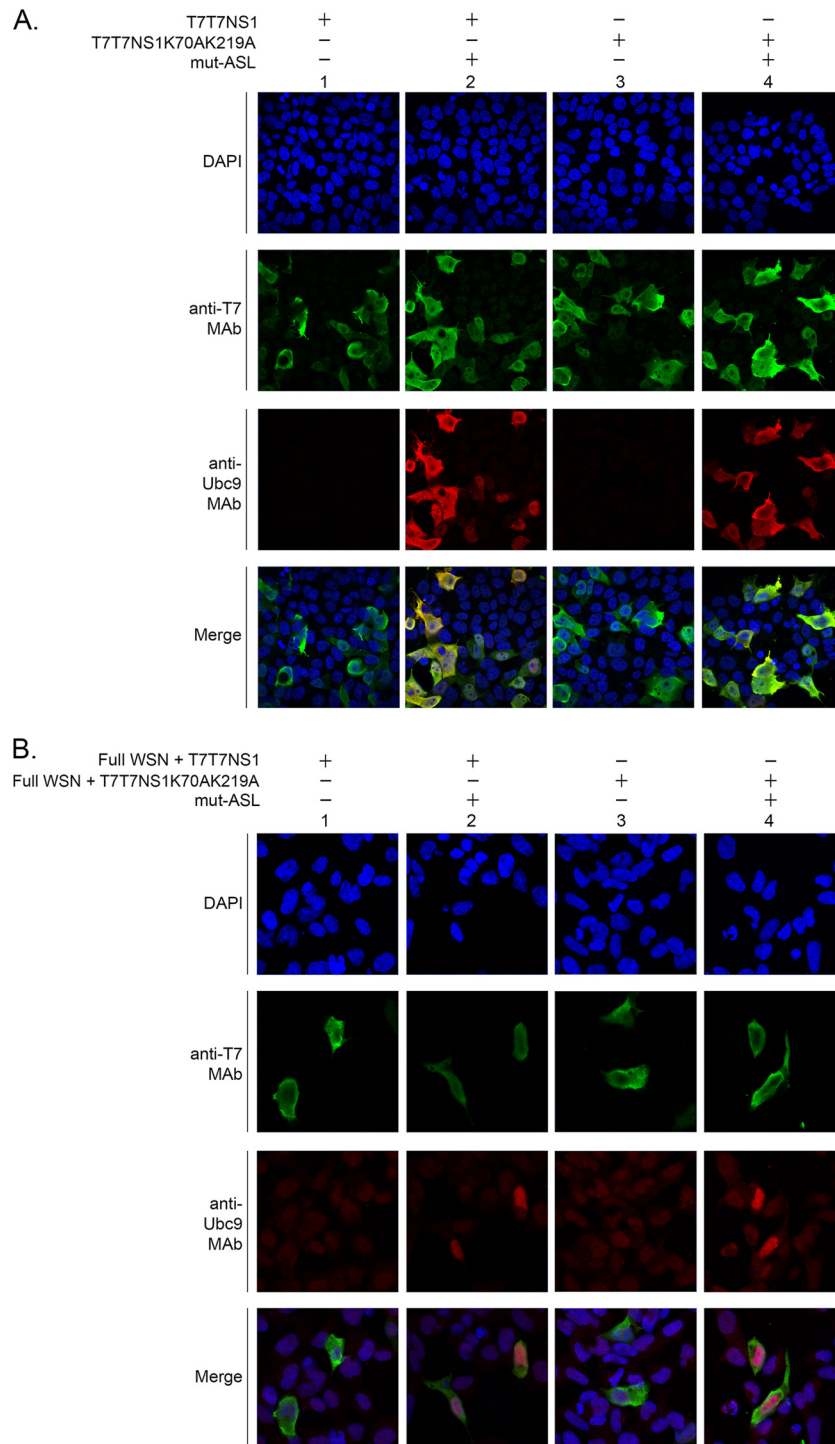 A.
T7T7NS1 + + – –
T7T7NS1K70AK219A – – + +
mut-ASL – + – +
1 2 3 4
DAPI
anti-T7
MAb
anti-
Ubc9
MAb
Merge
B.
Full WSN + T7T7NS1 + + – –
Full WSN + T7T7NS1K70AK219A – – + +
mut-ASL – + – +
1 2 3 4
DAPI
anti-T7
MAb
anti-
Ubc9
MAb
Merge